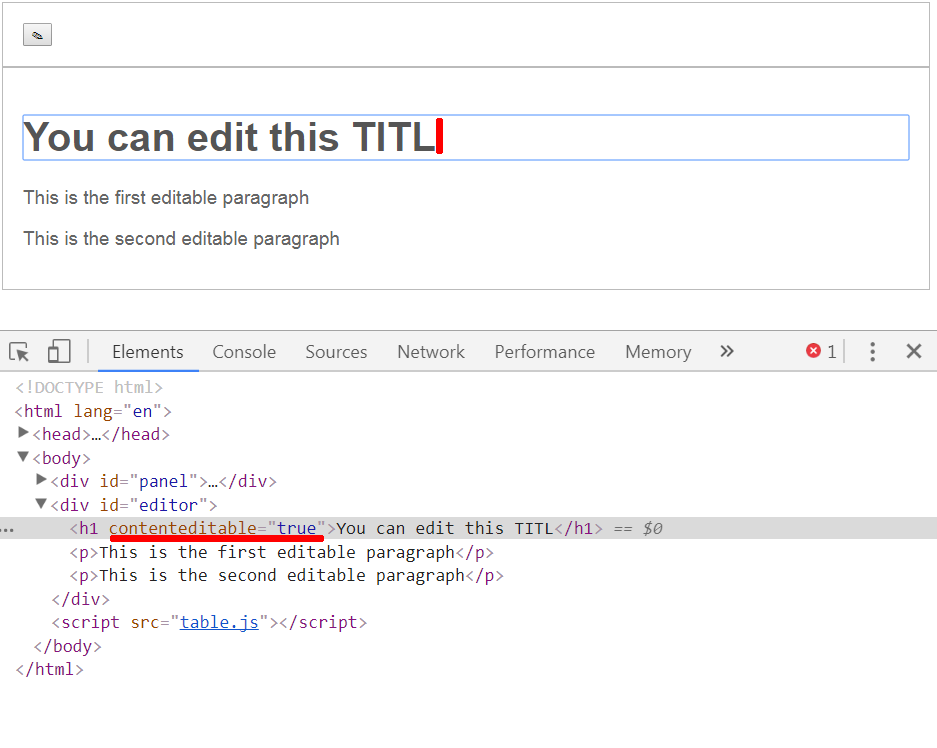 ✎
You can edit this TITL
This is the first editable paragraph
This is the second editable paragraph
Elements Console Sources Network Performance Memory » 1
<!DOCTYPE html>
<html lang="en">
<head>…</head>
<body>
<div id="panel">…</div>
<div id="editor">
… <h1 contenteditable="true">You can edit this TITL</h1> == $0
<p>This is the first editable paragraph</p>
<p>This is the second editable paragraph</p>
</div>
<script src="table.js"></script>
</body>
</html>